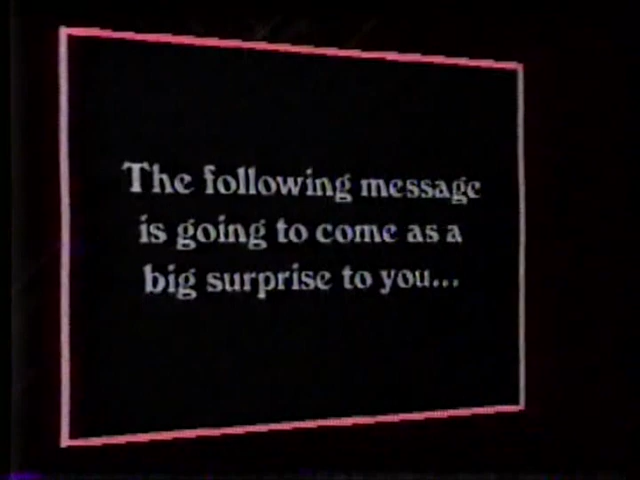 The following message
is going to come as a
big surprise to you...